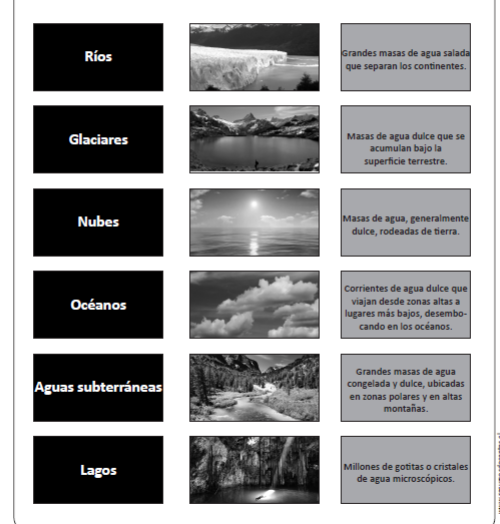 Ríos
Grandes masas de agua salada
que separan los continentes.
Glaciares
Masas de agua dulce que se
acumulan bajo la
superficie terrestre.
Nubes
Masas de agua, generalmente
dulce, rodeadas de tierra.
Océanos
Corrientes de agua dulce que
viajan desde zonas altas a
lugares más bajos, desembo-
cando en los océanos.
Aguas subterráneas
Grandes masas de agua
congelada y dulce, ubicadas
en zonas polares y en altas
montañas.
Lagos
Millones de gotitas o cristales
de agua microscópicos.